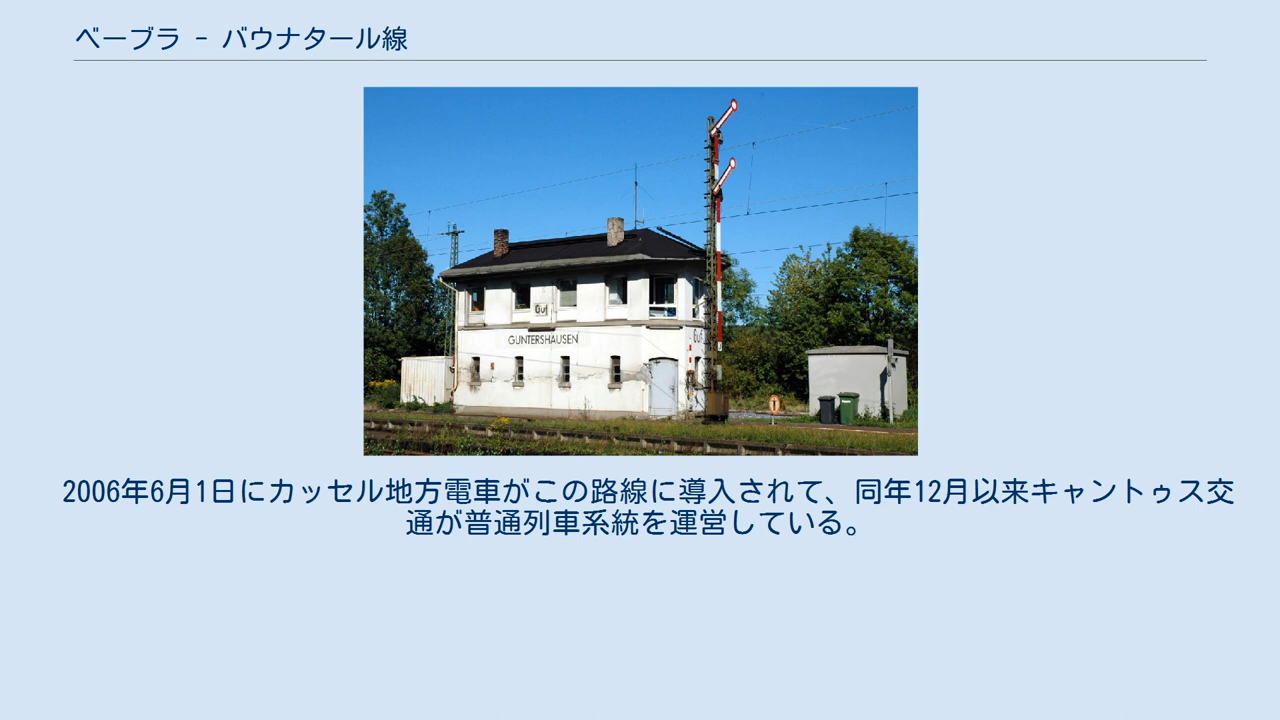 ベーブラ - バウナタール線
Guf
GUNTERSHAUSEN
Guf
2006年6月1日にカッセル地方電車がこの路線に導入されて、同年12月以来キャントゥス交
通が普通列車系統を運営している。